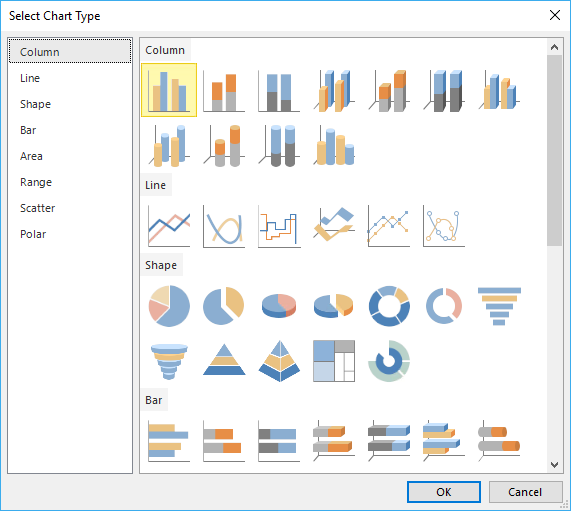 Select Chart Type
Column
Line
Shape
Bar
Area
Range
Scatter
Polar
Column
Line
Shape
Bar
OK
Cancel